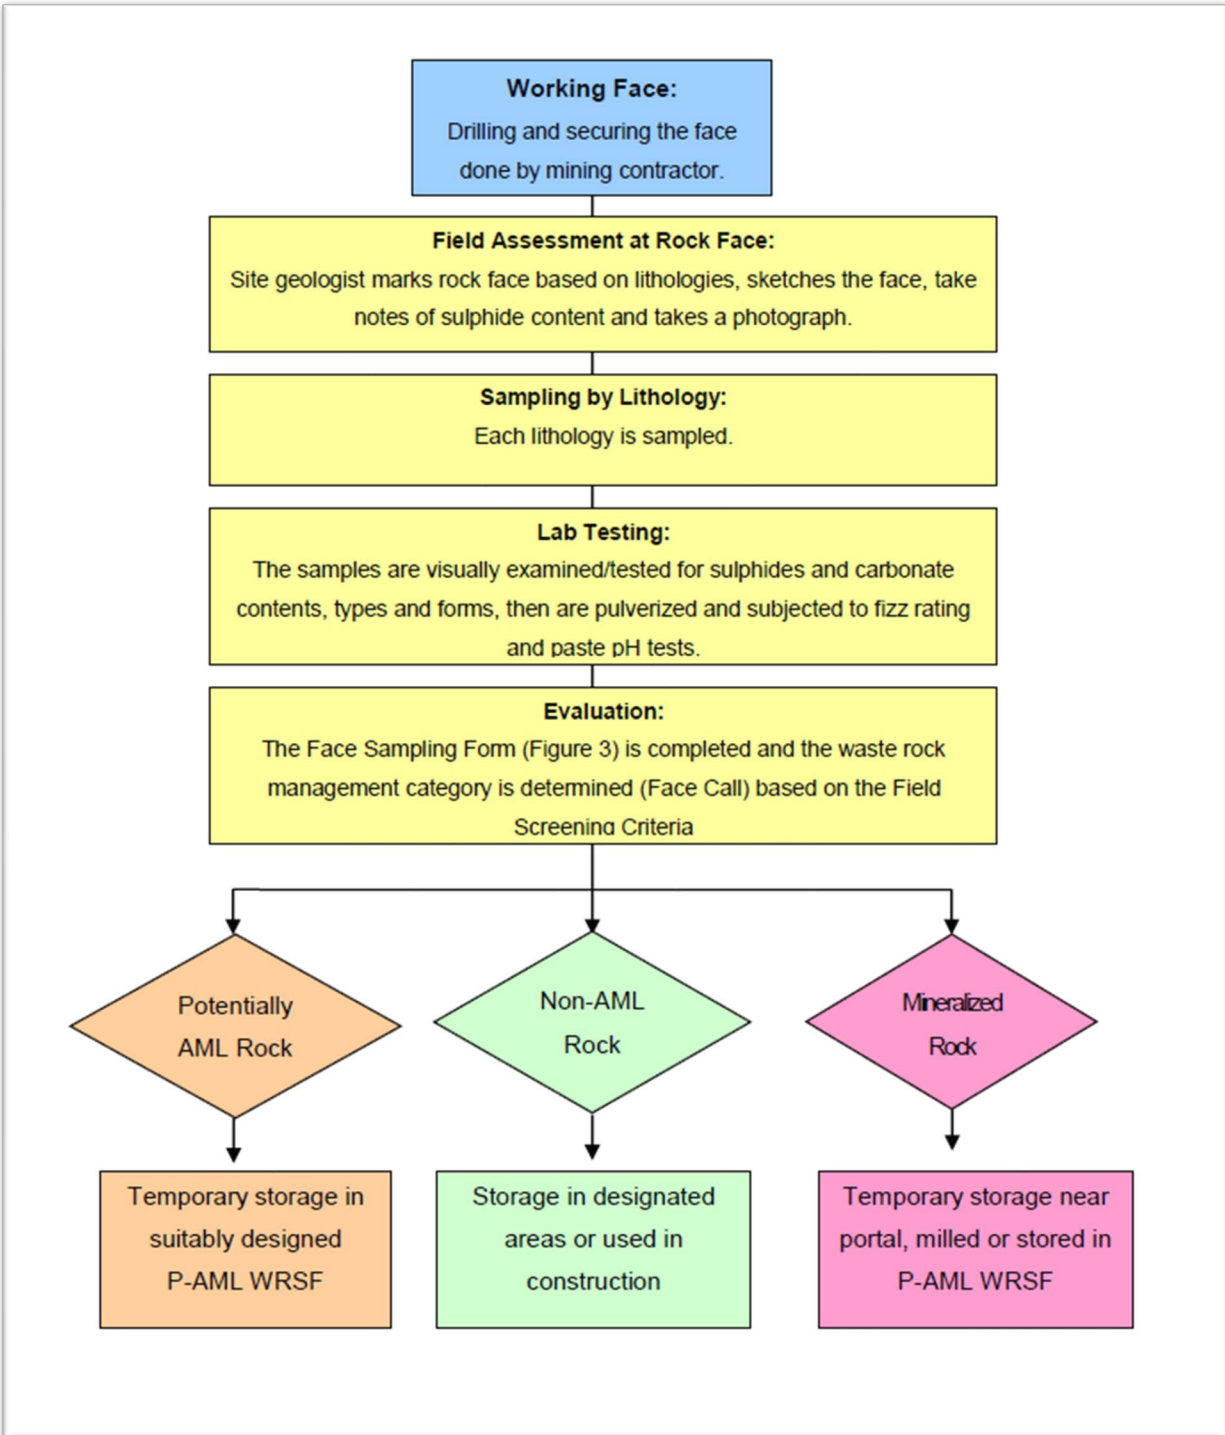 Working Face:
Drilling and securing the face
done by mining contractor.
Field Assessment at Rock Face:
Site geologist marks rock face based on lithologies, sketches the face, take
notes of sulphide content and takes a photograph.
Sampling by Lithology:
Each lithology is sampled.
Lab Testing:
The samples are visually examined/tested for sulphides and carbonate
contents, types and forms, then are pulverized and subjected to fizz rating
and paste pH tests.
Evaluation:
The Face Sampling Form (Figure 3) is completed and the waste rock
management category is determined (Face Call) based on the Field
Screening Criteria
Potentially
AML Rock
Non-AML
Rock
Mineralized
Rock
Temporary storage in
suitably designed
P-AML WRSF
Storage in designated
areas or used in
construction
Temporary storage near
portal, milled or stored in
P-AML WRSF